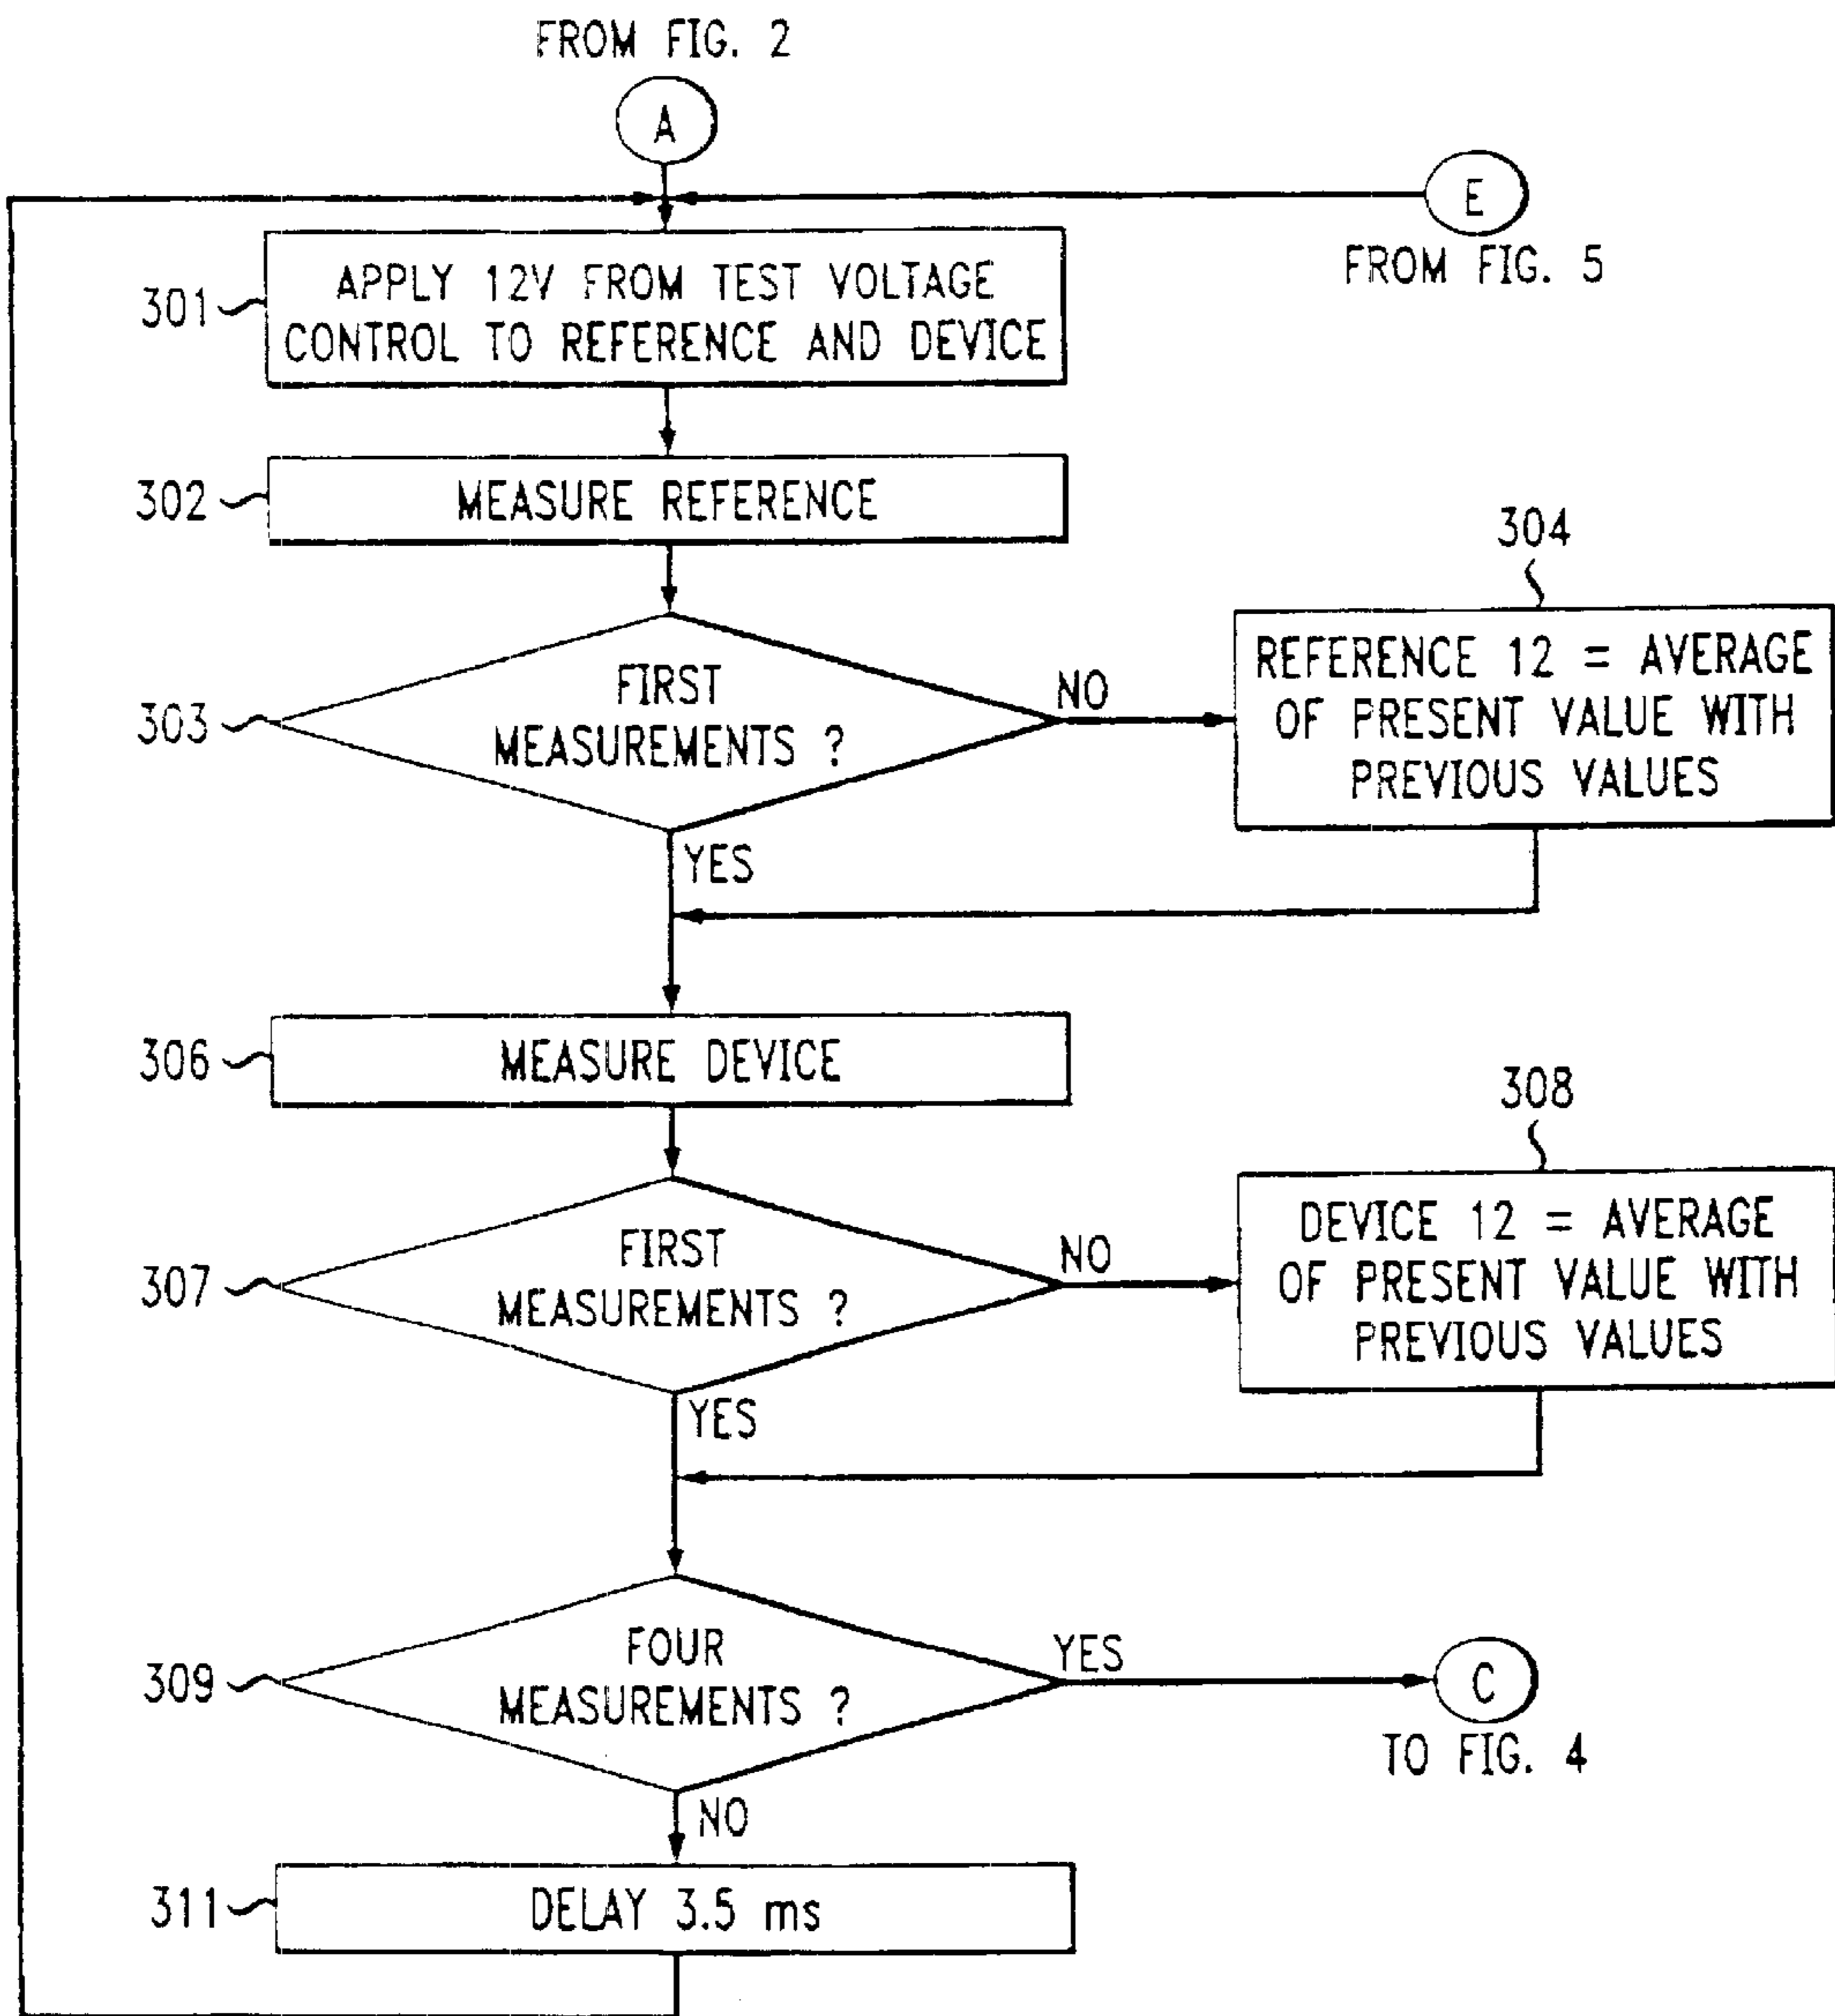 FROM FIG. 2
A
E
FROM FIG. 5
301
APPLY 12V FROM TEST VOLTAGE
CONTROL TO REFERENCE AND DEVICE
302
MEASURE REFERENCE
303
FIRST
MEASUREMENTS ?
NO
YES
304
REFERENCE 12 = AVERAGE
OF PRESENT VALUE WITH
PREVIOUS VALUES
306
MEASURE DEVICE
307
FIRST
MEASUREMENTS ?
NO
YES
308
DEVICE 12 = AVERAGE
OF PRESENT VALUE WITH
PREVIOUS VALUES
309
FOUR
MEASUREMENTS ?
YES
C
TO FIG. 4
NO
311
DELAY 3.5 ms